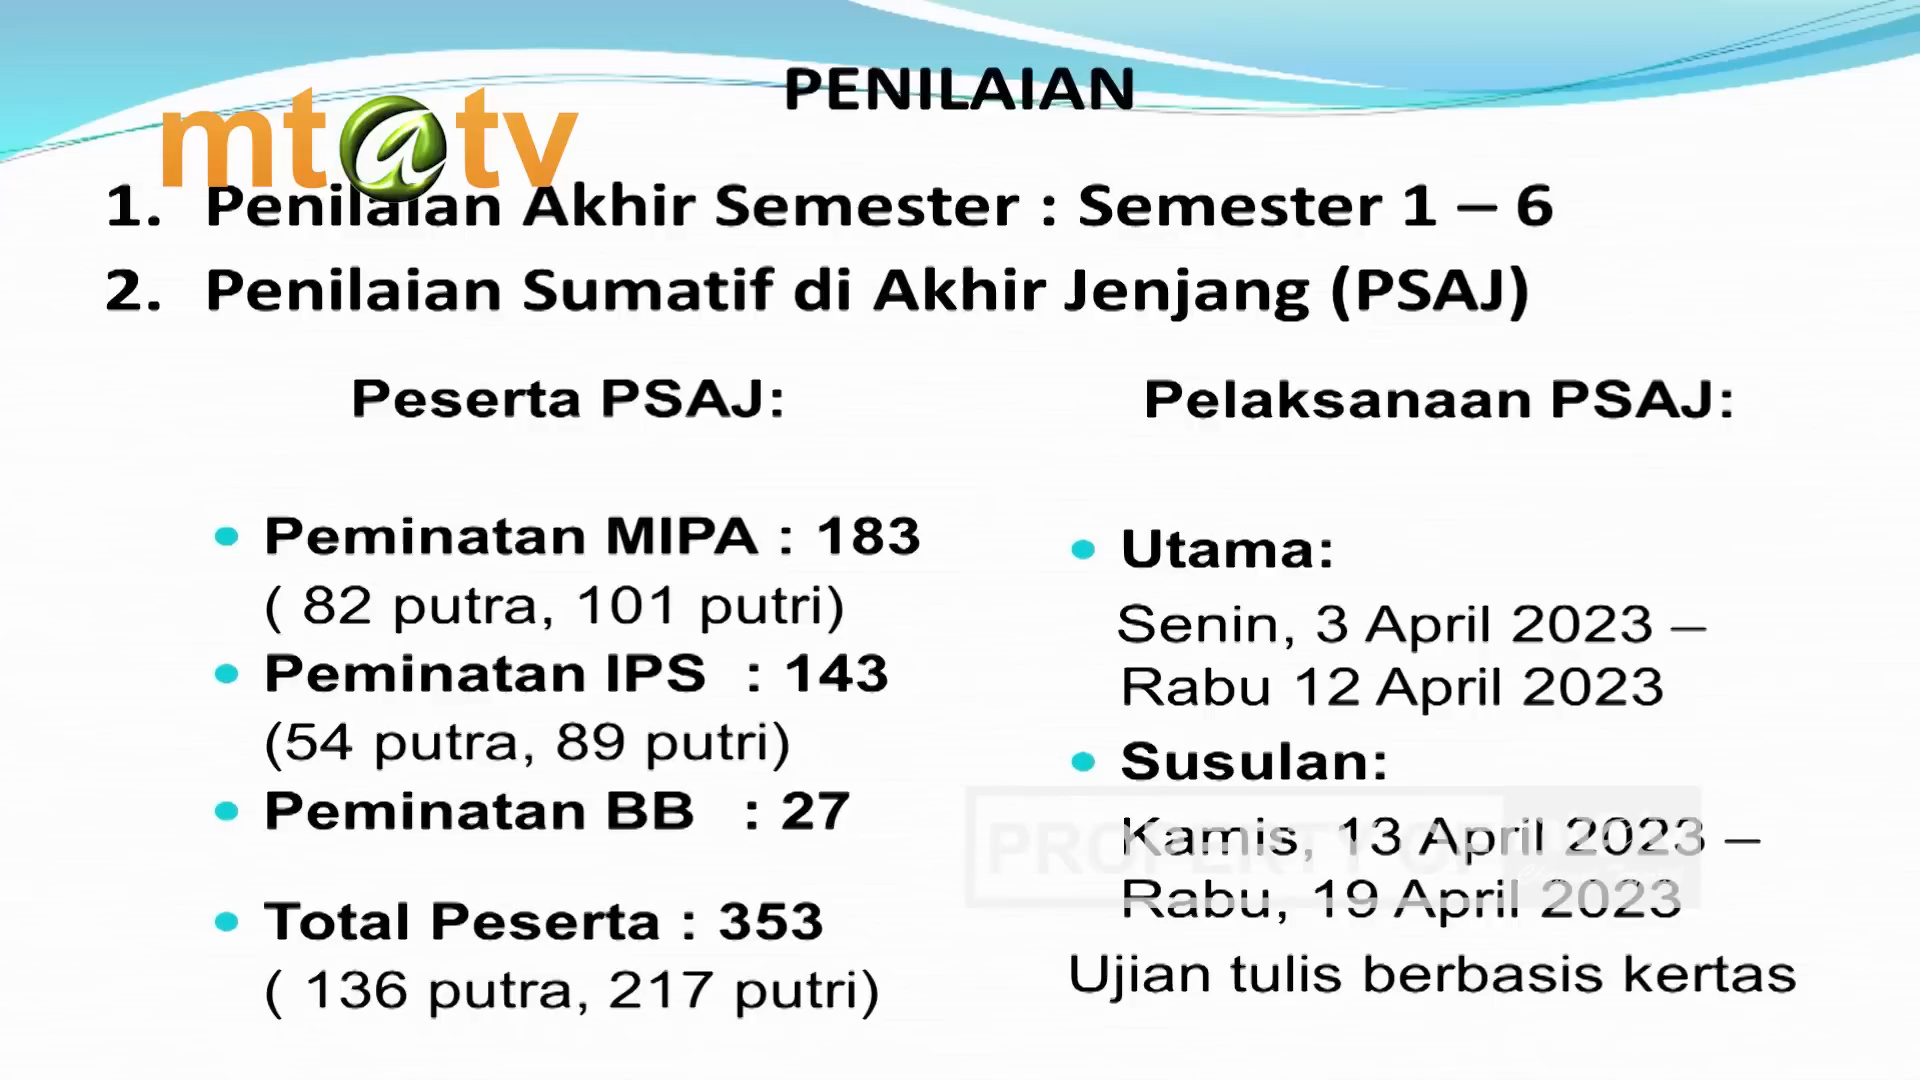 PENILAIAN
mt@tv
1. Penilaian Akhir Semester : Semester 1 – 6
2. Penilaian Sumatif di Akhir Jenjang (PSAJ)
Peserta PSAJ:
• Peminatan MIPA : 183
( 82 putra, 101 putri)
• Peminatan IPS : 143
(54 putra, 89 putri)
• Peminatan BB : 27
• Total Peserta : 353
( 136 putra, 217 putri)
Pelaksanaan PSAJ:
• Utama:
Senin, 3 April 2023 –
Rabu 12 April 2023
• Susulan:
Kamis, 13 April 2023 –
Rabu, 19 April 2023
Ujian tulis berbasis kertas
PROPERTY OF